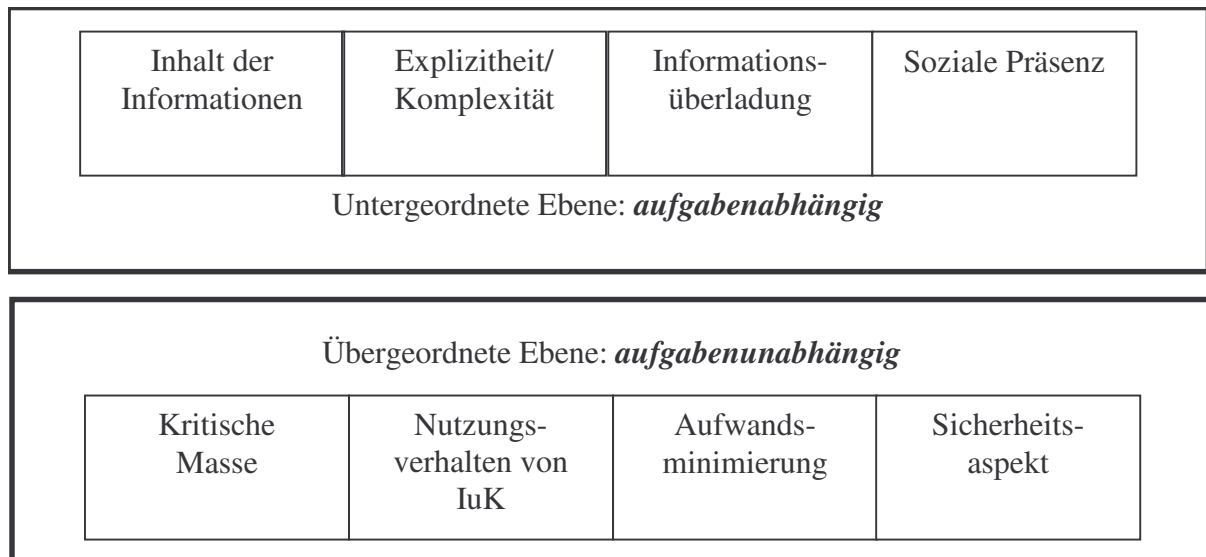 Inhalt der
Informationen
Explizitheit/
Komplexität
Informations-
überladung
Soziale Präsenz
Untergeordnete Ebene: aufgabenabhängig
Übergeordnete Ebene: aufgabenunabhängig
Kritische
Masse
Nutzungs-
verhalten von
IuK
Aufwands-
minimierung
Sicherheits-
aspekt